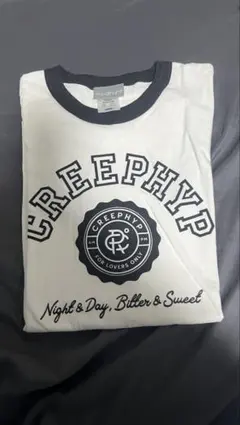 CREEPHYP
CREEPHYP
FOR LOVERS ONLY
Night & Day, Bitter & Sweet